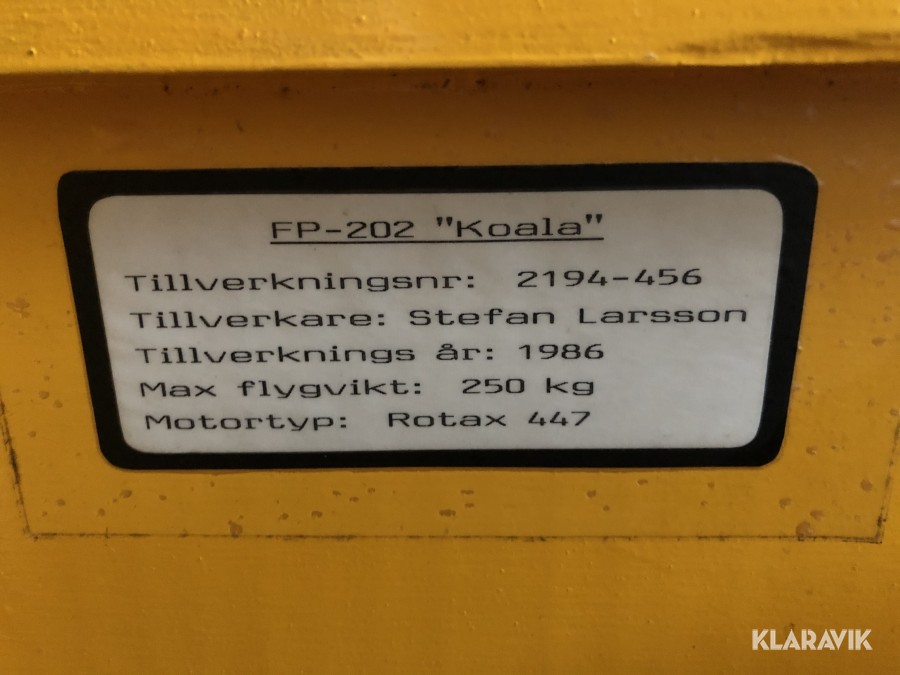 FP-202 "Koala"
Tillverkningsnr: 2194-456
Tillverkare: Stefan Larsson
Tillverknings år: 1986
Max flygvikt: 250 kg
Motortyp: Rotax 447
KLARAVIK